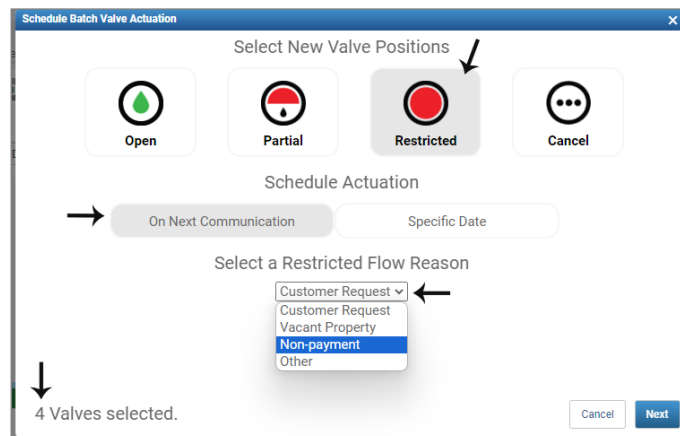 Schedule Batch Valve Actuation
Select New Valve Positions
Open Partial Restricted Cancel
Schedule Actuation
On Next Communication Specific Date
Select a Restricted Flow Reason
Customer Request
Customer Request
Vacant Property
Non-payment
Other
4 Valves selected.
Cancel Next